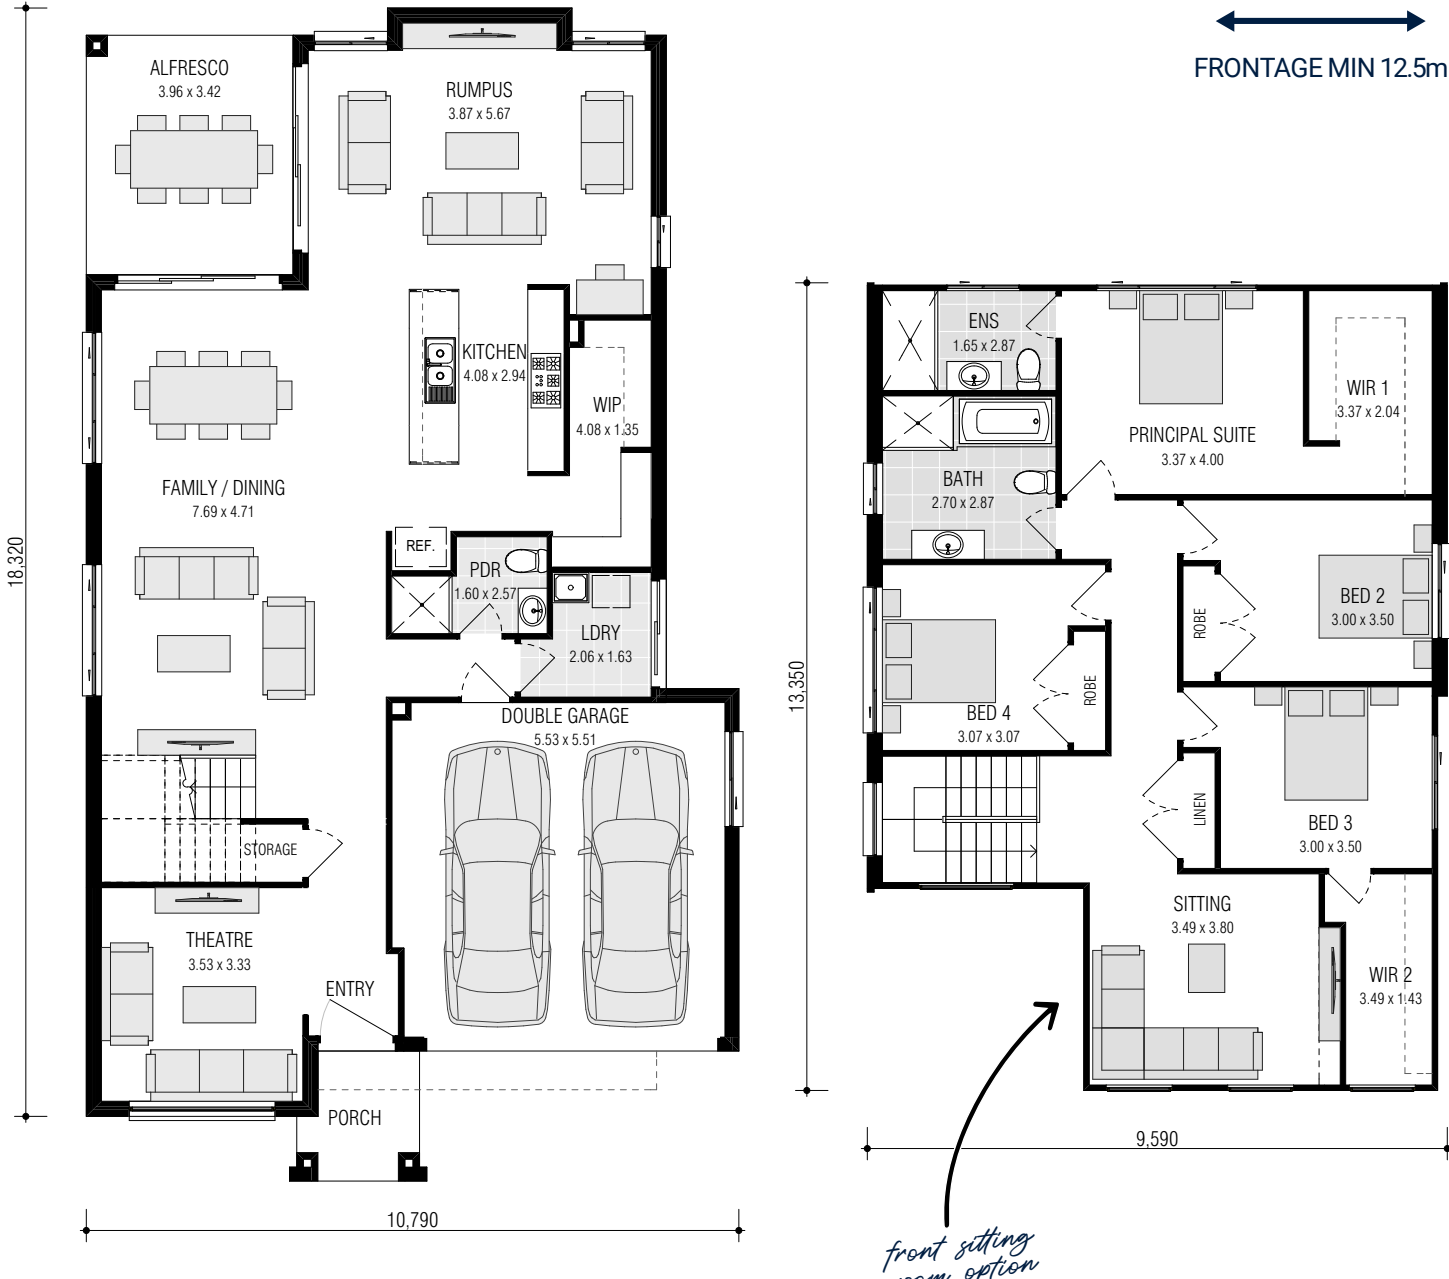 FRONTAGE MIN 12.5m
ALFRESCO
3.96 x 3.42
RUMPUS
3.87 x 5.67
KITCHEN
4.08 x 2.94
WIP
4.08 x 1.35
FAMILY / DINING
7.69 x 4.71
REF.
PDR
1.60 x 2.57
LDRY
2.06 x 1.63
DOUBLE GARAGE
5.53 x 5.51
STORAGE
THEATRE
3.53 x 3.33
ENTRY
PORCH
18,320
10,790
ENS
1.65 x 2.87
WIR 1
3.37 x 2.04
PRINCIPAL SUITE
3.37 x 4.00
BATH
2.70 x 2.87
BED 2
3.00 x 3.50
ROBE
BED 4
3.07 x 3.07
ROBE
LINEN
BED 3
3.00 x 3.50
SITTING
3.49 x 3.80
WIR 2
3.49 x 1.43
13,350
9,590
front sitting
room option